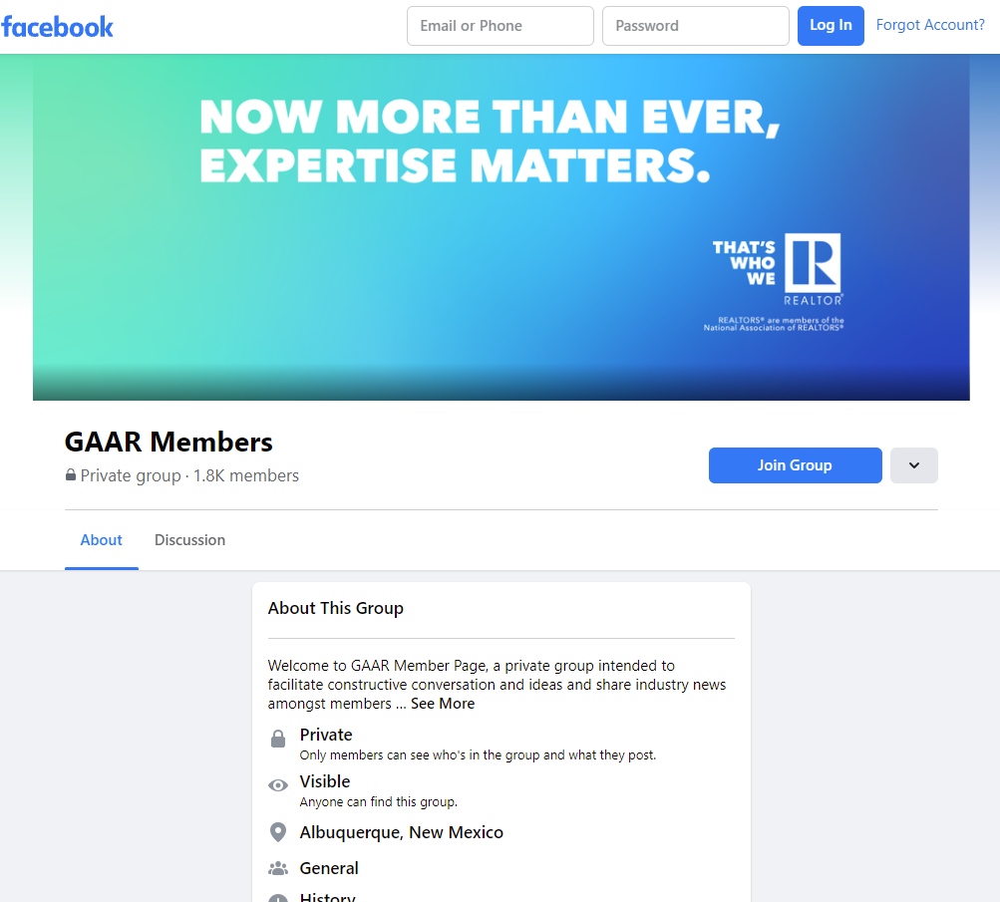 facebook
Email or Phone
Password
Log In
Forgot Account?
NOW MORE THAN EVER,
EXPERTISE MATTERS.
THAT'S
WHO
WE
R
REALTOR®
REALTORS® are members of the
National Association of REALTORS®
GAAR Members
Private group · 1.8K members
Join Group
About
Discussion
About This Group
Welcome to GAAR Member Page, a private group intended to
facilitate constructive conversation and ideas and share industry news
amongst members ... See More
Private
Only members can see who's in the group and what they post.
Visible
Anyone can find this group.
Albuquerque, New Mexico
General
History